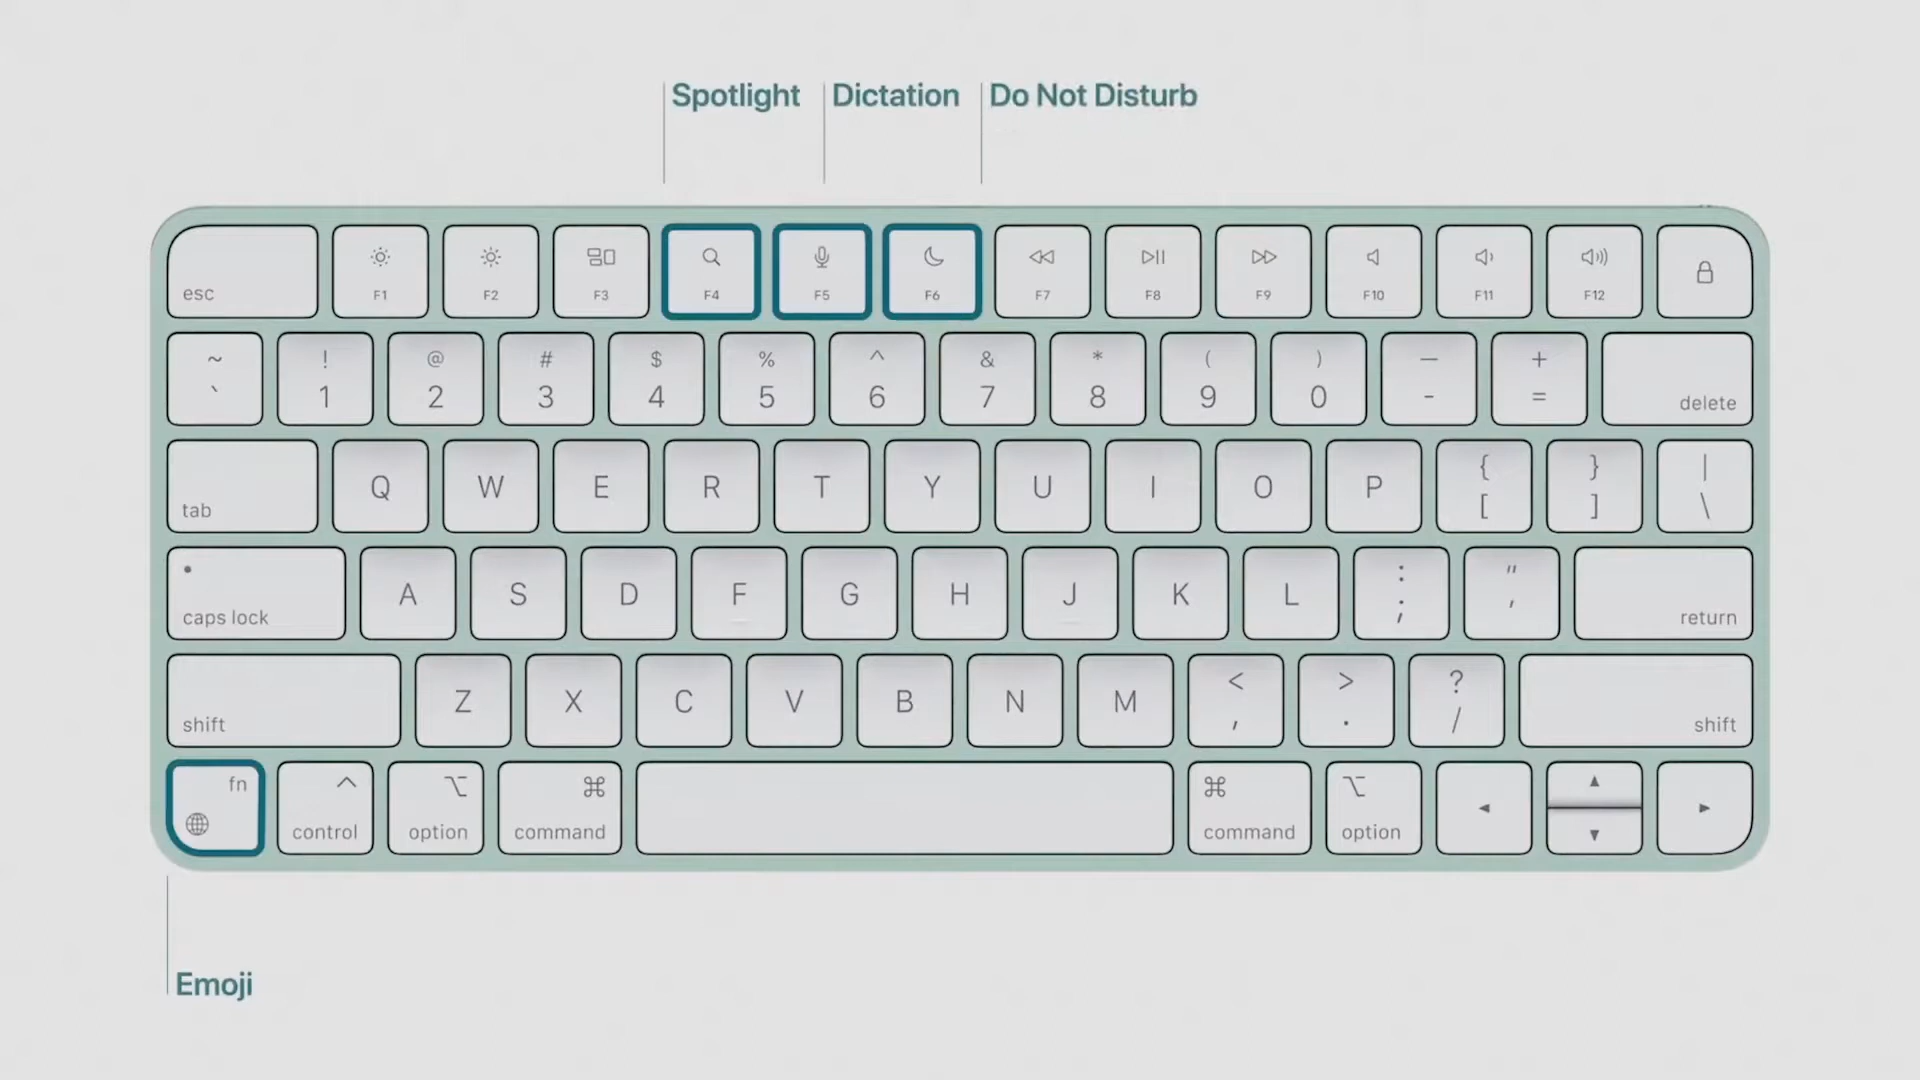 Spotlight Dictation Do Not Disturb
esc F1 F2 F3 F4 F5 F6 F7 F8 F9 F10 F11 F12
~ ! @ # $ % ^ & * ( ) — +
` 1 2 3 4 5 6 7 8 9 0 - = delete
tab Q W E R T Y U I O P { } |
[ ] \
caps lock A S D F G H J K L : "
; ' return
shift Z X C V B N M < > ?
, . / shift
fn ^ ⌥ ⌘ ⌘ ⌥ ▲
control option command command option ◀ ▼ ▶
Emoji